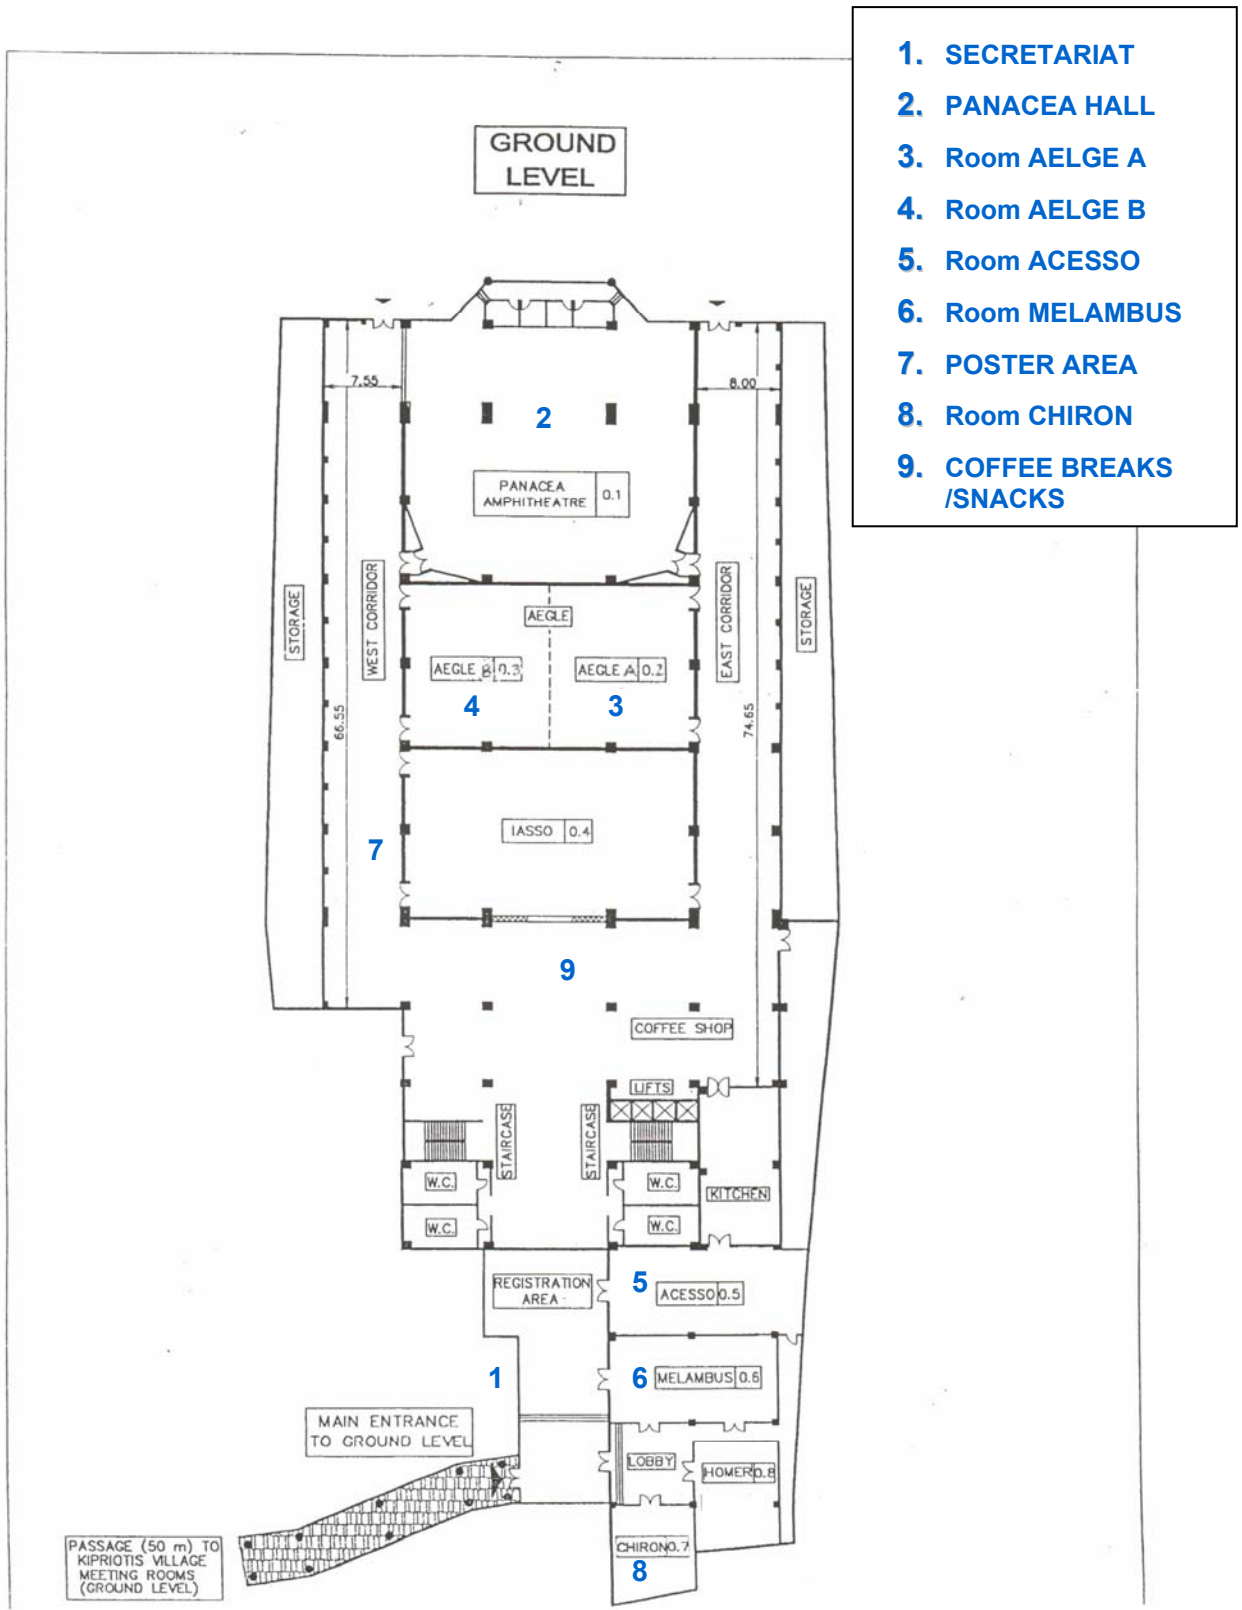 1. SECRETARIAT
2. PANACEA HALL
3. Room AELGE A
4. Room AELGE B
5. Room ACESSO
6. Room MELAMBUS
7. POSTER AREA
8. Room CHIRON
9. COFFEE BREAKS
/SNACKS
GROUND
LEVEL
7.55
8.00
2
PANACEA
AMPHITHEATRE
0.1
STORAGE
WEST CORRIDOR
AEGLE
EAST CORRIDOR
STORAGE
AEGLE B 0.3
AEGLE A 0.2
4
3
66.55
74.65
IASSO 0.4
7
9
COFFEE SHOP
LIFTS
STAIRCASE
STAIRCASE
W.C.
W.C.
KITCHEN
W.C.
W.C.
REGISTRATION
AREA
5
ACESSO 0.5
1
6
MELAMBUS 0.6
MAIN ENTRANCE
TO GROUND LEVEL
LOBBY
HOMER 0.8
PASSAGE (50 m) TO
KIPRIOTIS VILLAGE
MEETING ROOMS
(GROUND LEVEL)
CHIRON 0.7
8